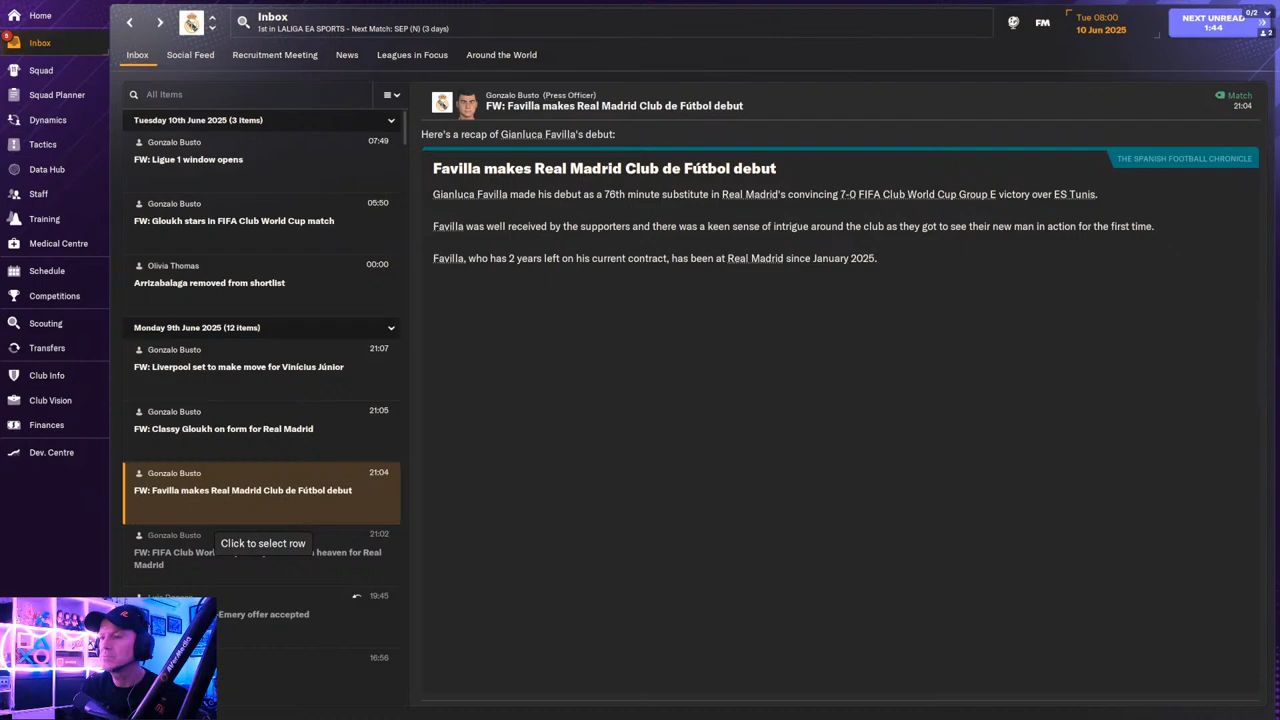 Home
5
Inbox
Squad
Squad Planner
Dynamics
Tactics
Data Hub
Staff
Training
Medical Centre
Schedule
Competitions
Scouting
Transfers
Club Info
Club Vision
Finances
Dev. Centre
Inbox
1st in LALIGA EA SPORTS - Next Match: SEP (N) (3 days)
FM
Tue 08:00
10 Jun 2025
NEXT UNREAD
1:44
0/2
2
Inbox
Social Feed
Recruitment Meeting
News
Leagues in Focus
Around the World
All Items
Tuesday 10th June 2025 (3 items)
Gonzalo Busto 07:49
FW: Ligue 1 window opens
Gonzalo Busto 05:50
FW: Gloukh stars in FIFA Club World Cup match
Olivia Thomas 00:00
Arrizabalaga removed from shortlist
Monday 9th June 2025 (12 items)
Gonzalo Busto 21:07
FW: Liverpool set to make move for Vinícius Júnior
Gonzalo Busto 21:05
FW: Classy Gloukh on form for Real Madrid
Gonzalo Busto 21:04
FW: Favilla makes Real Madrid Club de Fútbol debut
Gonzalo Busto 21:02
Click to select row
FW: FIFA Club heaven for Real
Madrid
19:45
-Emery offer accepted
16:56
Gonzalo Busto (Press Officer)
FW: Favilla makes Real Madrid Club de Fútbol debut
Match
21:04
Here's a recap of Gianluca Favilla's debut:
THE SPANISH FOOTBALL CHRONICLE
Favilla makes Real Madrid Club de Fútbol debut
Gianluca Favilla made his debut as a 76th minute substitute in Real Madrid's convincing 7-0 FIFA Club World Cup Group E victory over ES Tunis.
Favilla was well received by the supporters and there was a keen sense of intrigue around the club as they got to see their new man in action for the first time.
Favilla, who has 2 years left on his current contract, has been at Real Madrid since January 2025.
AVerMedia